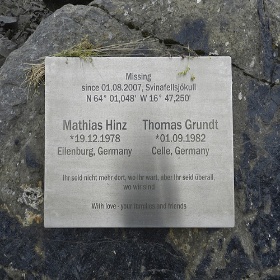 Missing
since 01.08.2007, Svinafellsjökull
N 64° 01,048' W 16° 47,250'
Mathias Hinz Thomas Grundt
*19.12.1978 *01.09.1982
Eilenburg, Germany Celle, Germany
Ihr seid nicht mehr dort, wo ihr wart, aber ihr seid überall,
wo wir sind.
With love - your families and friends